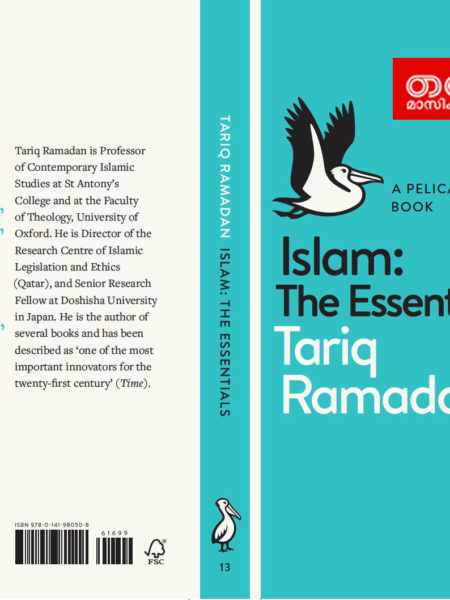 Tariq Ramadan is Professor
of Contemporary Islamic
Studies at St Antony’s
College and at the Faculty
of Theology, University of
Oxford. He is Director of the
Research Centre of Islamic
Legislation and Ethics
(Qatar), and Senior Research
Fellow at Doshisha University
in Japan. He is the author of
several books and has been
described as ‘one of the most
important innovators for the
twenty-first century’ (Time).
ISBN 978-0-141-98050-8
61699
FSC
TARIQ RAMADAN ISLAM: THE ESSENTIALS
13
A PELICA
BOOK
Islam:
The Essent
Tariq
Ramada